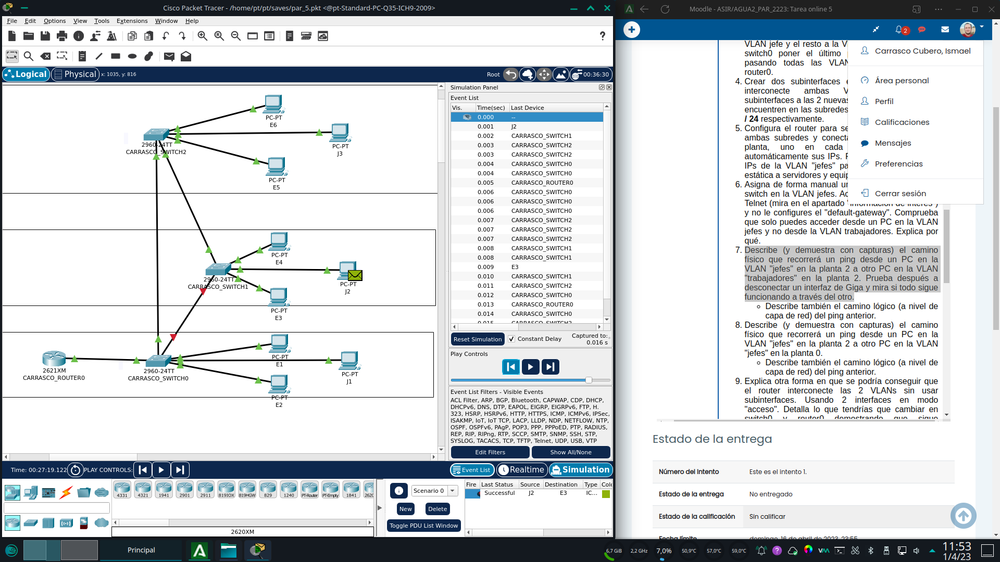 Cisco Packet Tracer - /home/pt/pt/saves/par_5.pkt <@pt-Standard-PC-Q35-ICH9-2009>
File Edit Options View Tools Extensions Window Help
?
Logical Physical x: 1035, y: 816
Root 00:36:30
PC-PT
E6
PC-PT
J3
2960-24TT
CARRASCO_SWITCH2
PC-PT
E5
PC-PT
E4
PC-PT
J2
2960-24TT
CARRASCO_SWITCH1
PC-PT
E3
PC-PT
E1
PC-PT
J1
2621XM
CARRASCO_ROUTER0
2960-24TT
CARRASCO_SWITCH0
PC-PT
E2
Simulation Panel
Event List
Vis. Time(sec) Last Device
0.000 --
0.001 J2
0.002 CARRASCO_SWITCH1
0.003 CARRASCO_SWITCH2
0.003 CARRASCO_SWITCH2
0.004 CARRASCO_SWITCH0
0.004 CARRASCO_SWITCH0
0.005 CARRASCO_ROUTER0
0.006 CARRASCO_SWITCH0
0.006 CARRASCO_SWITCH0
0.006 CARRASCO_SWITCH0
0.007 CARRASCO_SWITCH2
0.007 CARRASCO_SWITCH2
0.007 CARRASCO_SWITCH2
0.008 CARRASCO_SWITCH1
0.008 CARRASCO_SWITCH1
0.009 E3
0.010 CARRASCO_SWITCH1
0.011 CARRASCO_SWITCH2
0.012 CARRASCO_SWITCH0
0.013 CARRASCO_ROUTER0
0.014 CARRASCO_SWITCH0
0.015 CARRASCO_SWITCH2
Reset Simulation Constant Delay Captured to:
0.016 s
Play Controls
Event List Filters - Visible Events
ACL Filter, ARP, BGP, Bluetooth, CAPWAP, CDP, DHCP,
DHCPv6, DNS, DTP, EAPOL, EIGRP, EIGRPv6, FTP, H.
323, HSRP, HSRPv6, HTTP, HTTPS, ICMP, ICMPv6, IPSec,
ISAKMP, IoT, IoT TCP, LACP, LLDP, NDP, NETFLOW, NTP,
OSPF, OSPFv6, PAgP, POP3, PPP, PPPoED, PTP, RADIUS,
REP, RIP, RIPng, RTP, SCCP, SMTP, SNMP, SSH, STP,
SYSLOG, TACACS, TCP, TFTP, Telnet, UDP, USB, VTP
Edit Filters Show All/None
Time: 00:27:19.122 PLAY CONTROLS:
Event List Realtime Simulation
4331 4321 1941 2901 2911 819IOX 819HGW 829 1240 PT-Router PT-Empty 1841 2620
2620XM
Scenario 0
New Delete
Toggle PDU List Window
Fire Last Status Source Destination Type Colo
Successful J2 E3 IC...
Moodle - ASIR/AGUA2_PAR_2223: Tarea online 5
2
Carrasco Cubero, Ismael
Área personal
Perfil
Calificaciones
Mensajes
Preferencias
Cerrar sesión
VLAN jefe y el resto a la V
switch0 poner el último
pasando todas las VLAN
router0.
4. Crear dos subinterfaces e
interconecte ambas V
subinterfaces a las 2 nuevas
encuentren en las subredes
/ 24 respectivamente.
5. Configura el router para se
ambas subredes y conecta
planta, uno en cada
automáticamente sus IPs. P
IPs de la VLAN "jefes" pa
estática a servidores y equip
6. Asigna de forma manual un
switch en la VLAN jefes. Ac
Telnet (mira en el apartado "información de interés")
y no le configures el "default-gateway". Comprueba
que solo puedes acceder desde un PC en la VLAN
jefes y no desde la VLAN trabajadores. Explica por
qué.
7. Describe (y demuestra con capturas) el camino
físico que recorrerá un ping desde un PC en la
VLAN "jefes" en la planta 2 a otro PC en la VLAN
"trabajadores" en la planta 2. Prueba después a
desconectar un interfaz de Giga y mira si todo sigue
funcionando a través del otro.
Describe también el camino lógico (a nivel de
capa de red) del ping anterior.
8. Describe (y demuestra con capturas) el camino
físico que recorrerá un ping desde un PC en la
VLAN "jefes" en la planta 2 a otro PC en la VLAN
"jefes" en la planta 0.
Describe también el camino lógico (a nivel de
capa de red) del ping anterior.
9. Explica otra forma en que se podría conseguir que
el router interconecte las 2 VLANs sin usar
subinterfaces. Usando 2 interfaces en modo
"acceso". Detalla lo que tendrías que cambiar en
switch0 y router0 demostrando que sigue
Estado de la entrega
Número del intento Este es el intento 1.
Estado de la entrega No entregado
Estado de la calificación Sin calificar
Fecha límite domingo, 16 de abril de 2023, 23:55
Principal
6,7 GiB 2,2 GHz 7,0% 50,9°C 57,0°C 59,0°C
11:53
1/4/23